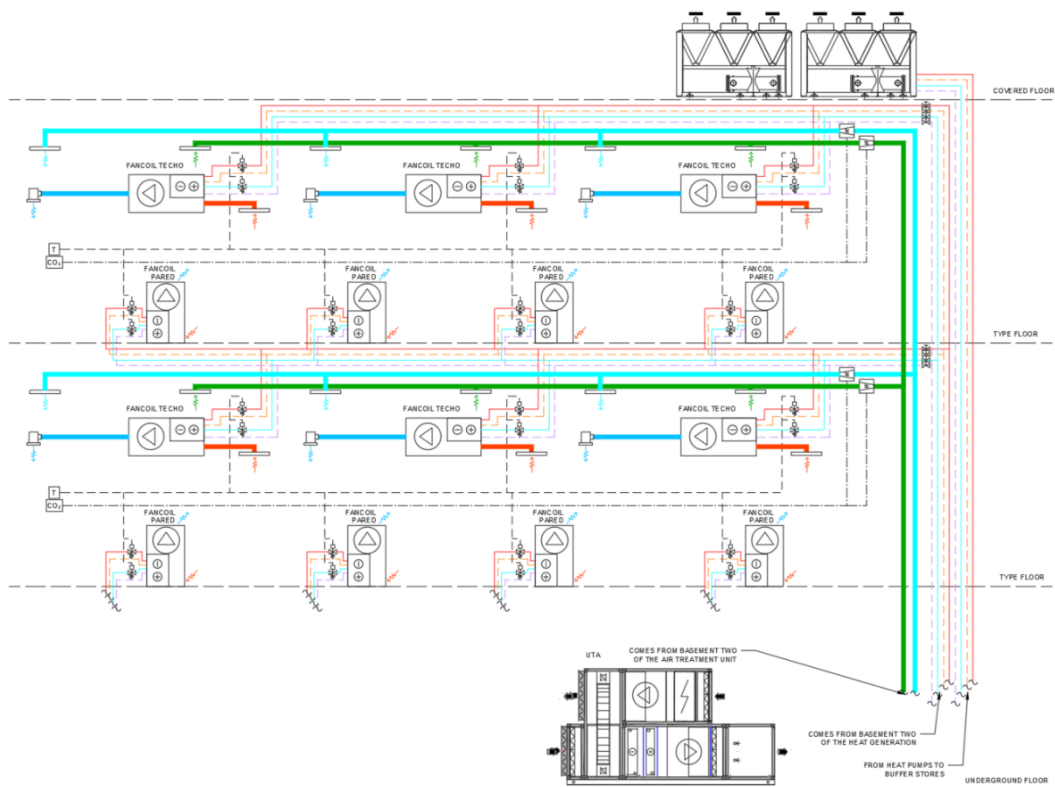 COVERED FLOOR
FANCOIL TECHO
FANCOIL TECHO
FANCOIL TECHO
T
CO₂
FANCOIL
PARED
FANCOIL
PARED
FANCOIL
PARED
FANCOIL
PARED
TYPE FLOOR
FANCOIL TECHO
FANCOIL TECHO
FANCOIL TECHO
T
CO₂
FANCOIL
PARED
FANCOIL
PARED
FANCOIL
PARED
FANCOIL
PARED
TYPE FLOOR
UTA
COMES FROM BASEMENT TWO
OF THE AIR TREATMENT UNIT
COMES FROM BASEMENT TWO
OF THE HEAT GENERATION
FROM HEAT PUMPS TO
BUFFER STORES
UNDERGROUND FLOOR